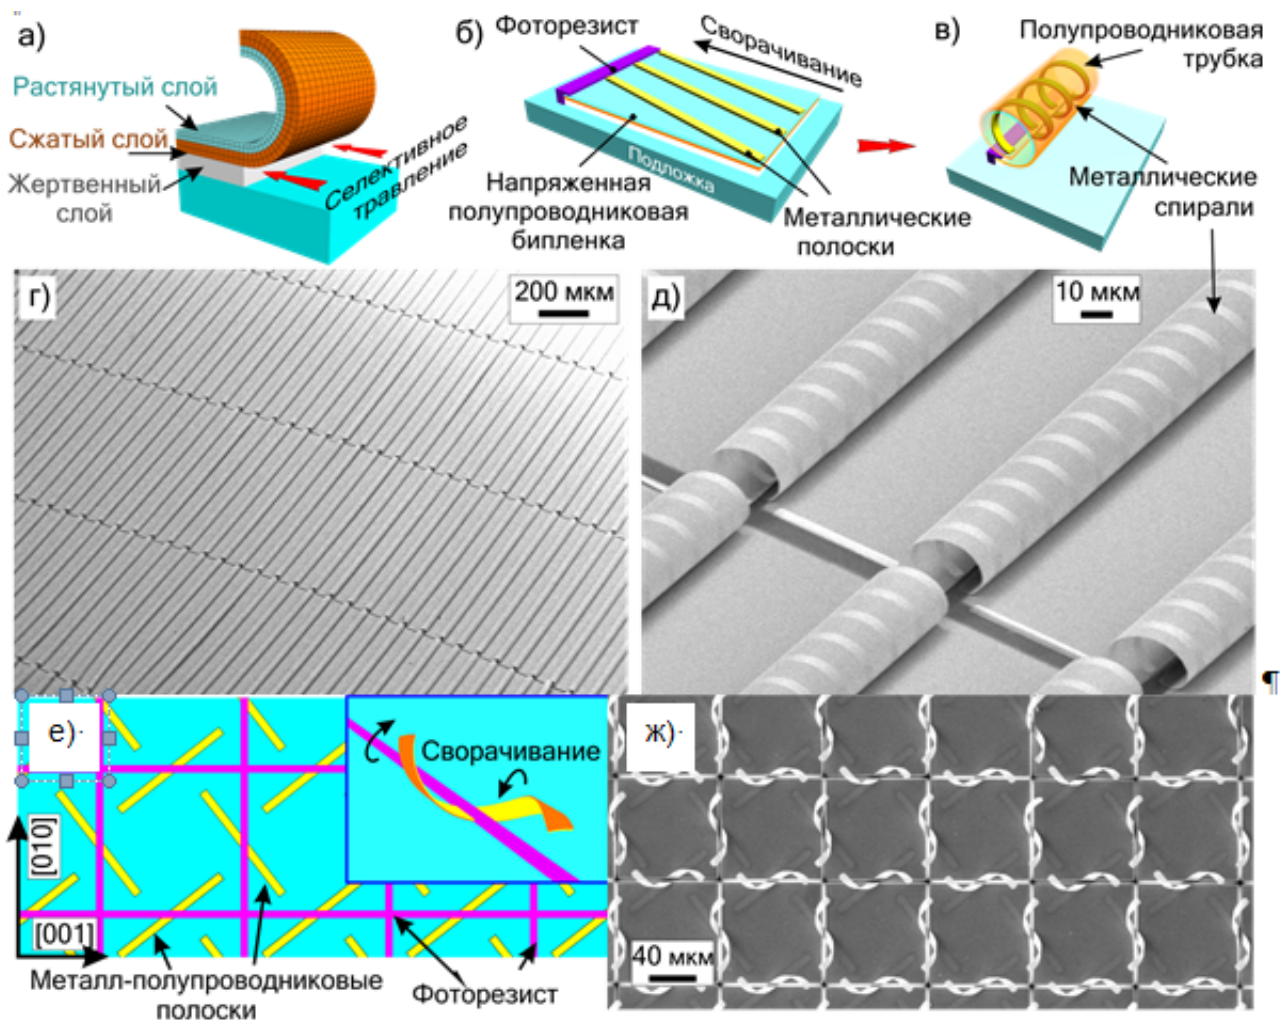 а)
Растянутый слой
Сжатый слой
Жертвенный
слой
Селективное
травление
б)
Фоторезист
Сворачивание
Подложка
Напряженная
полупроводниковая
бипленка
Металлические
полоски
в)
Полупроводниковая
трубка
Металлические
спирали
г)
200 мкм
д)
10 мкм
¶
е)·
Сворачивание
[010]
[001]
Металл-полупроводниковые
полоски
Фоторезист
ж)·
40 мкм